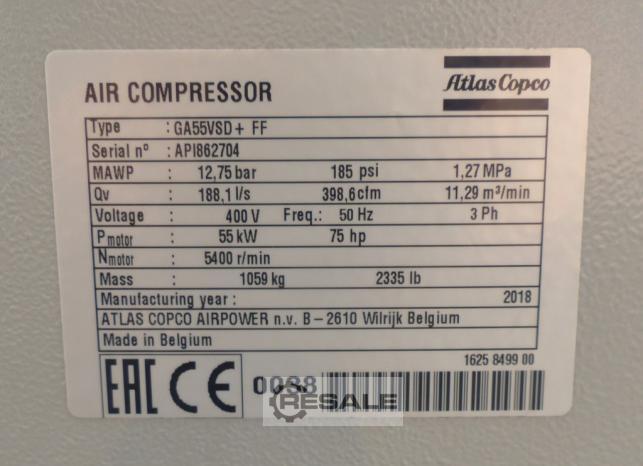 Atlas Copco
AIR COMPRESSOR
Type : GA55VSD+ FF
Serial nº : API862704
MAWP : 12,75 bar 185 psi 1,27 MPa
Qv : 188,1 l/s 398,6 cfm 11,29 m³/min
Voltage : 400 V Freq.: 50 Hz 3 Ph
Pmotor : 55 kW 75 hp
Nmotor : 5400 r/min
Mass : 1059 kg 2335 lb
Manufacturing year : 2018
ATLAS COPCO AIRPOWER n.v. B – 2610 Wilrijk Belgium
Made in Belgium
1625 8499 00
EAC CE 0038
RESALE